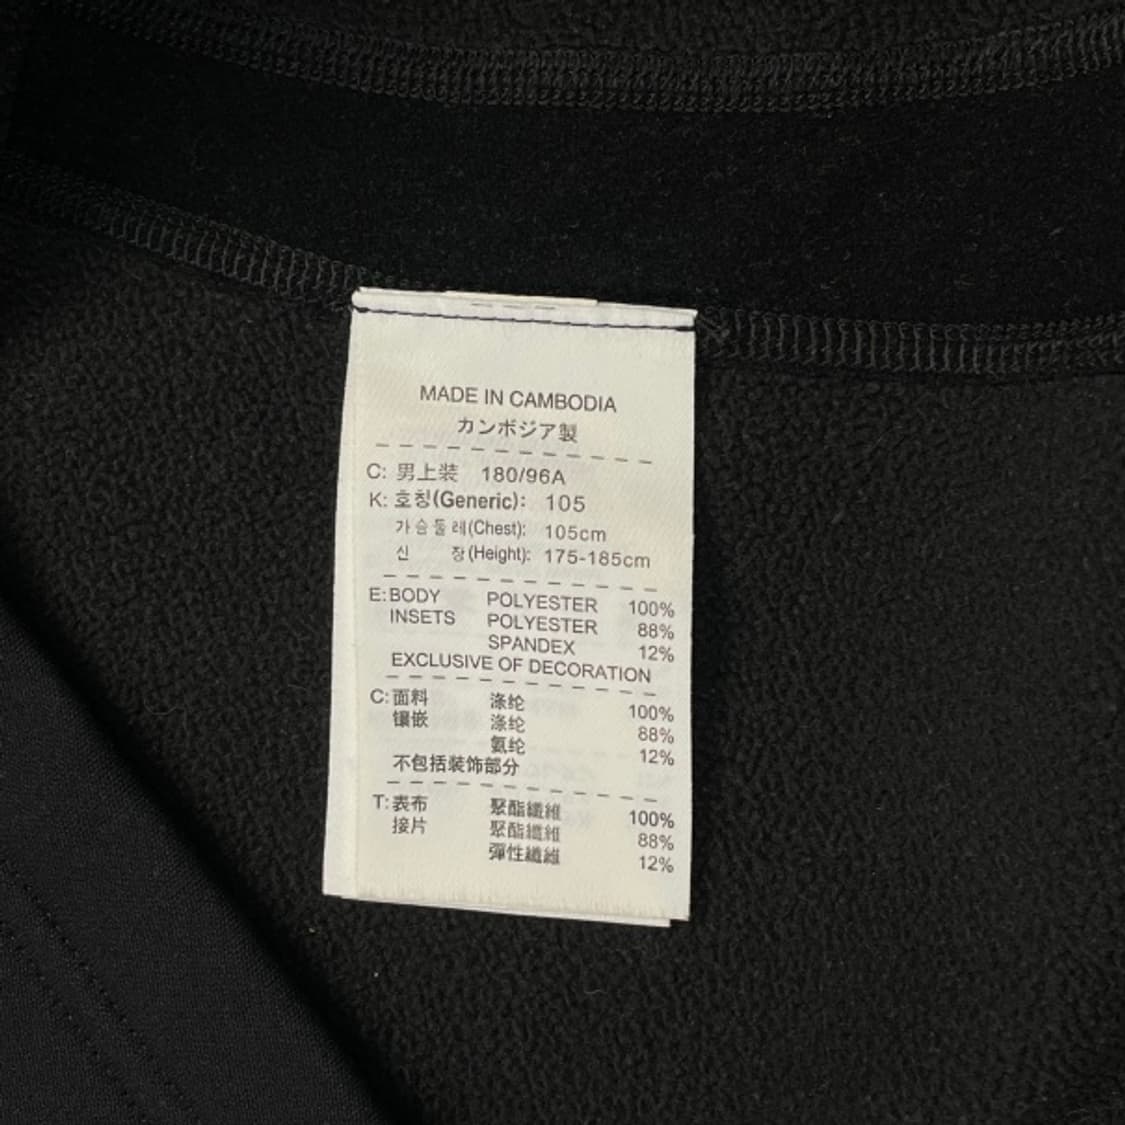 MADE IN CAMBODIA
カンボジア製
C: 男上装 180/96A
K: 호칭(Generic): 105
가슴둘레(Chest): 105cm
신 장(Height): 175-185cm
E: BODY POLYESTER 100%
INSETS POLYESTER 88%
SPANDEX 12%
EXCLUSIVE OF DECORATION
C: 面料 涤纶 100%
镶嵌 涤纶 88%
氨纶 12%
不包括装饰部分
T: 表布 聚酯纖維 100%
接片 聚酯纖維 88%
彈性纖維 12%